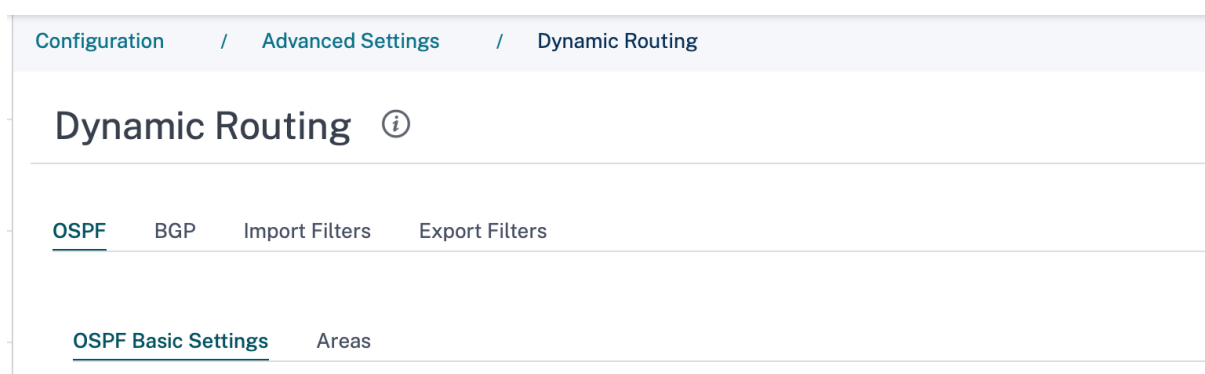 Configuration / Advanced Settings / Dynamic Routing
Dynamic Routing i
OSPF BGP Import Filters Export Filters
OSPF Basic Settings Areas